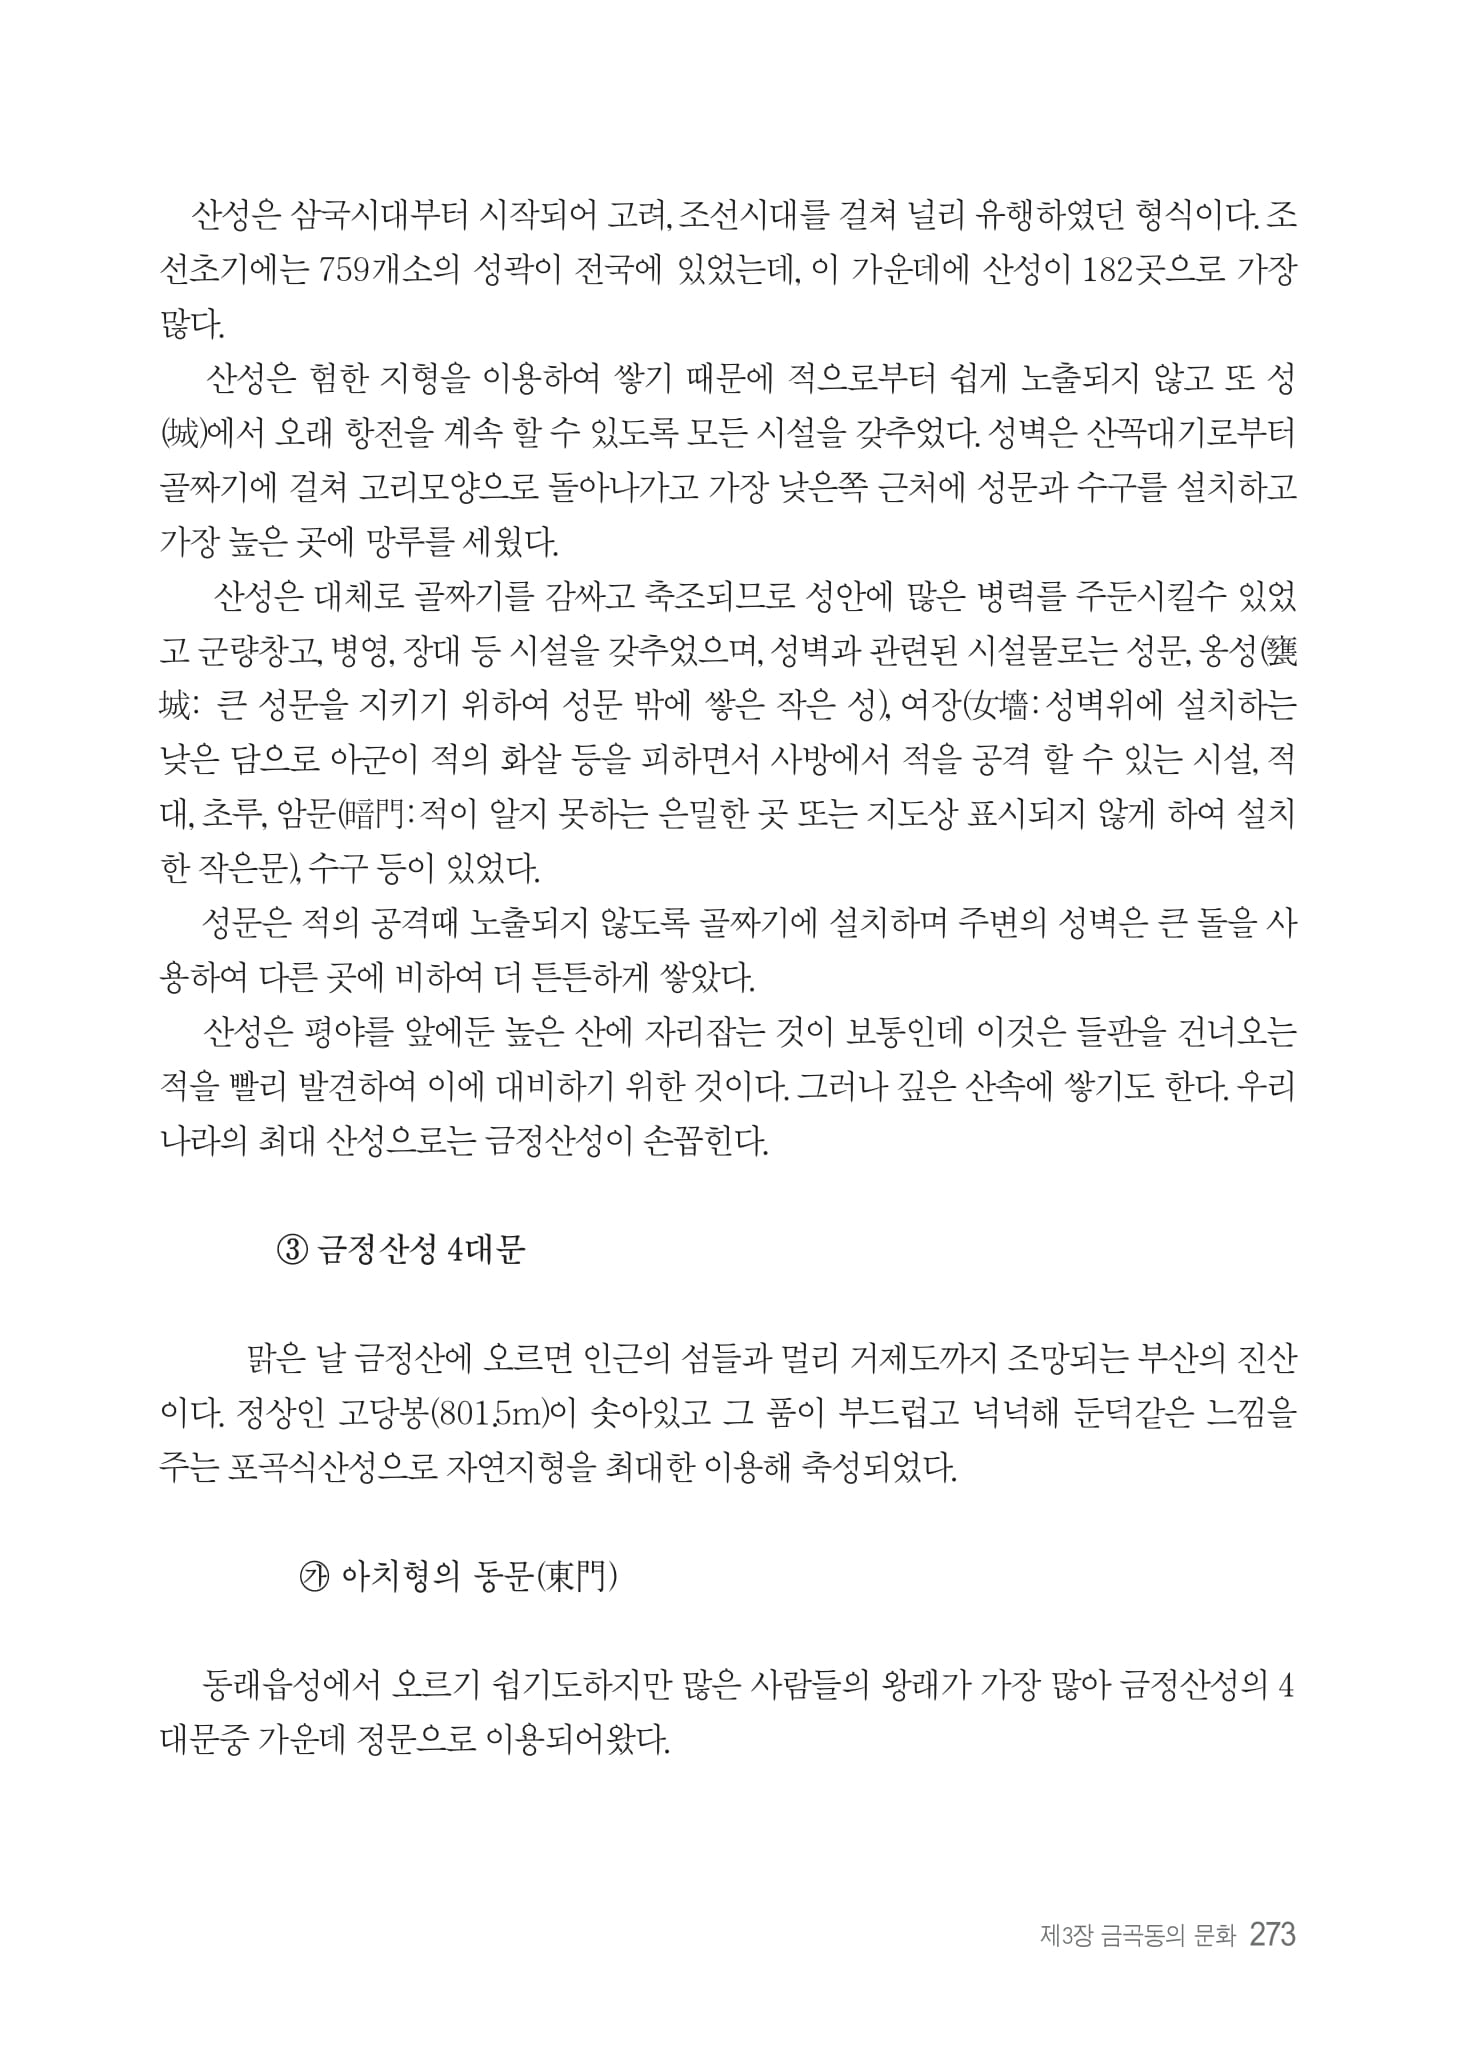 산성은 삼국시대부터 시작되어 고려, 조선시대를 걸쳐 널리 유행하였던 형식이다. 조
선초기에는 759개소의 성곽이 전국에 있었는데, 이 가운데에 산성이 182곳으로 가장
많다.
산성은 험한 지형을 이용하여 쌓기 때문에 적으로부터 쉽게 노출되지 않고 또 성
(城)에서 오래 항전을 계속 할 수 있도록 모든 시설을 갖추었다. 성벽은 산꼭대기로부터
골짜기에 걸쳐 고리모양으로 돌아나가고 가장 낮은쪽 근처에 성문과 수구를 설치하고
가장 높은 곳에 망루를 세웠다.
산성은 대체로 골짜기를 감싸고 축조되므로 성안에 많은 병력를 주둔시킬수 있었
고 군량창고, 병영, 장대 등 시설을 갖추었으며, 성벽과 관련된 시설물로는 성문, 옹성(甕
城: 큰 성문을 지키기 위하여 성문 밖에 쌓은 작은 성), 여장(女墻: 성벽위에 설치하는
낮은 담으로 아군이 적의 화살 등을 피하면서 사방에서 적을 공격 할 수 있는 시설, 적
대, 초루, 암문(暗門: 적이 알지 못하는 은밀한 곳 또는 지도상 표시되지 않게 하여 설치
한 작은문), 수구 등이 있었다.
성문은 적의 공격때 노출되지 않도록 골짜기에 설치하며 주변의 성벽은 큰 돌을 사
용하여 다른 곳에 비하여 더 튼튼하게 쌓았다.
산성은 평야를 앞에둔 높은 산에 자리잡는 것이 보통인데 이것은 들판을 건너오는
적을 빨리 발견하여 이에 대비하기 위한 것이다. 그러나 깊은 산속에 쌓기도 한다. 우리
나라의 최대 산성으로는 금정산성이 손꼽힌다.
③ 금정산성 4대문
맑은 날 금정산에 오르면 인근의 섬들과 멀리 거제도까지 조망되는 부산의 진산
이다. 정상인 고당봉(801.5m)이 솟아있고 그 품이 부드럽고 넉넉해 둔덕같은 느낌을
주는 포곡식산성으로 자연지형을 최대한 이용해 축성되었다.
㉮ 아치형의 동문(東門)
동래읍성에서 오르기 쉽기도하지만 많은 사람들의 왕래가 가장 많아 금정산성의 4
대문중 가운데 정문으로 이용되어왔다.
제3장 금곡동의 문화 273